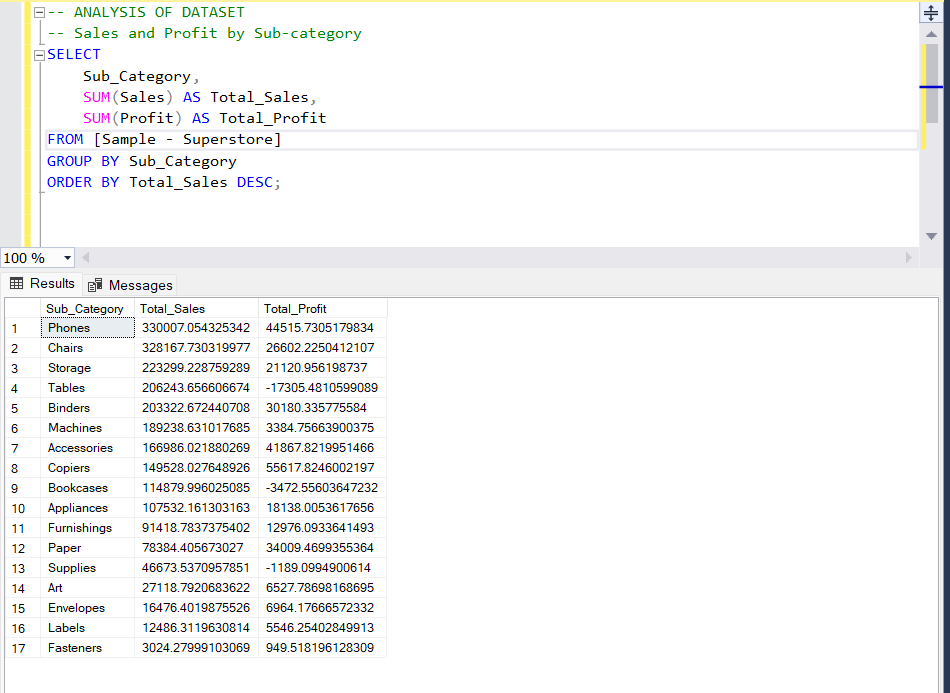 -- ANALYSIS OF DATASET
-- Sales and Profit by Sub-category
SELECT
Sub_Category,
SUM(Sales) AS Total_Sales,
SUM(Profit) AS Total_Profit
FROM [Sample - Superstore]
GROUP BY Sub_Category
ORDER BY Total_Sales DESC;
100 %
Results Messages
Sub_Category Total_Sales Total_Profit
1 Phones 330007.054325342 44515.7305179834
2 Chairs 328167.730319977 26602.2250412107
3 Storage 223299.228759289 21120.956198737
4 Tables 206243.656606674 -17305.4810599089
5 Binders 203322.672440708 30180.335775584
6 Machines 189238.631017685 3384.75663900375
7 Accessories 166986.021880269 41867.8219951466
8 Copiers 149528.027648926 55617.8246002197
9 Bookcases 114879.996025085 -3472.55603647232
10 Appliances 107532.161303163 18138.0053617656
11 Furnishings 91418.7837375402 12976.0933641493
12 Paper 78384.405673027 34009.4699355364
13 Supplies 46673.5370957851 -1189.0994900614
14 Art 27118.7920683622 6527.78698168695
15 Envelopes 16476.4019875526 6964.17666572332
16 Labels 12486.3119630814 5546.25402849913
17 Fasteners 3024.27999103069 949.518196128309